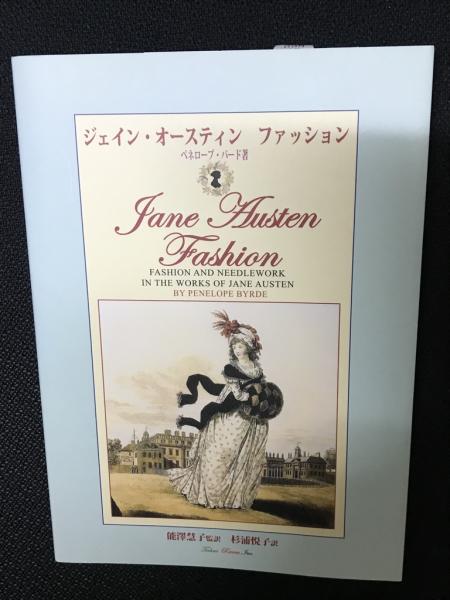 ジェイン・オースティン ファッション
ペネロープ・バード著
Jane Austen
Fashion
FASHION AND NEEDLEWORK
IN THE WORKS OF JANE AUSTEN
BY PENELOPE BYRDE
能澤慧子監訳 杉浦悦子訳